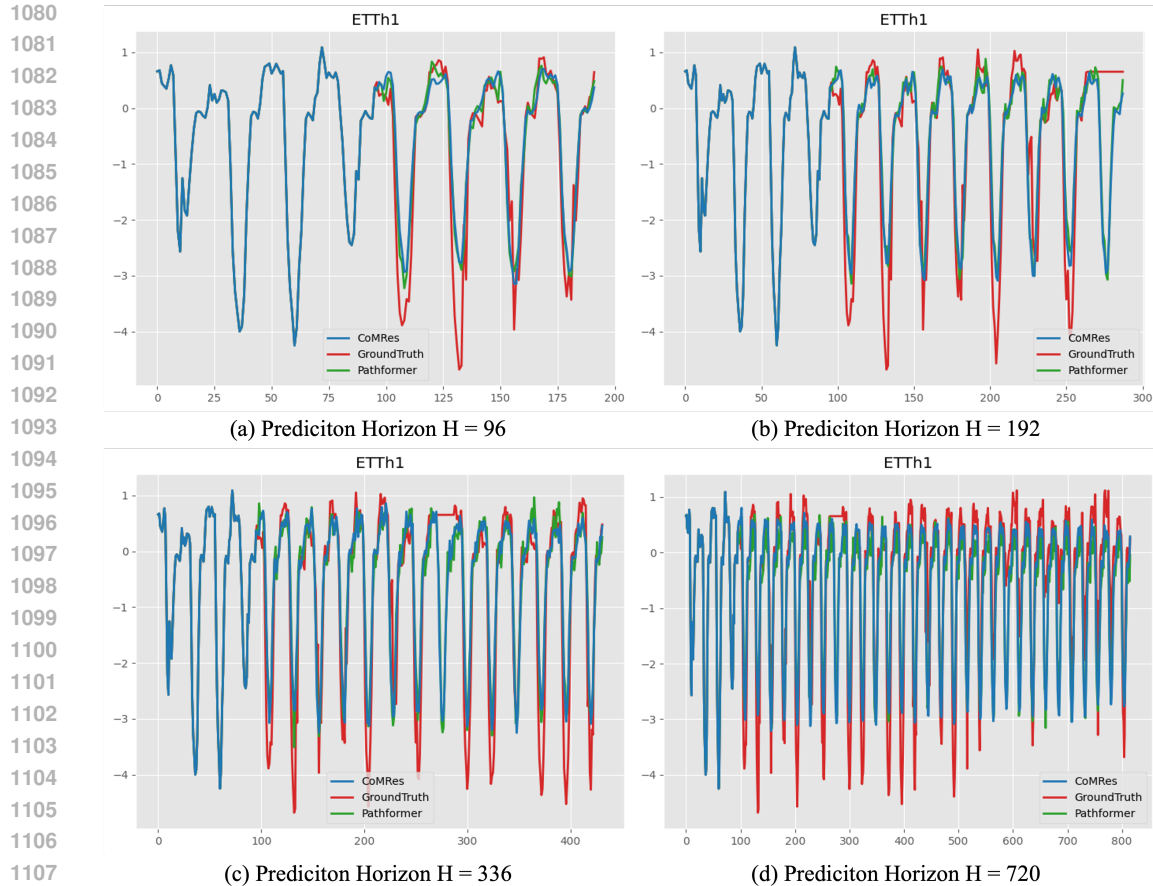 1080
1081
1082
1083
1084
1085
1086
1087
1088
1089
1090
1091
1092
1093
1094
1095
1096
1097
1098
1099
1100
1101
1102
1103
1104
1105
1106
1107
ETTh1
1
0
−1
−2
−3
−4
0 25 50 75 100 125 150 175 200
CoMRes
GroundTruth
Pathformer
(a) Prediciton Horizon H = 96
ETTh1
1
0
−1
−2
−3
−4
0 50 100 150 200 250 300
CoMRes
GroundTruth
Pathformer
(b) Prediciton Horizon H = 192
ETTh1
1
0
−1
−2
−3
−4
0 100 200 300 400
CoMRes
GroundTruth
Pathformer
(c) Prediciton Horizon H = 336
ETTh1
1
0
−1
−2
−3
−4
0 100 200 300 400 500 600 700 800
CoMRes
GroundTruth
Pathformer
(d) Prediciton Horizon H = 720